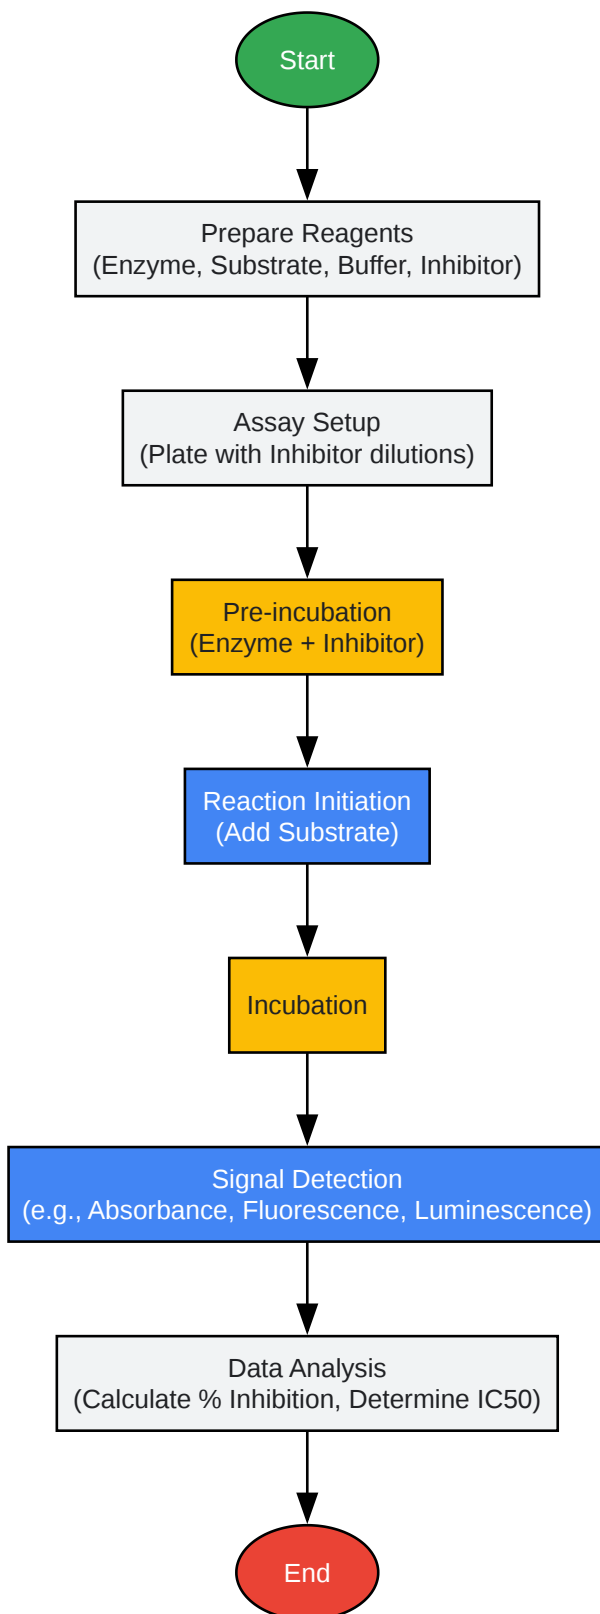 Start
Prepare Reagents
(Enzyme, Substrate, Buffer, Inhibitor)
Assay Setup
(Plate with Inhibitor dilutions)
Pre-incubation
(Enzyme + Inhibitor)
Reaction Initiation
(Add Substrate)
Incubation
Signal Detection
(e.g., Absorbance, Fluorescence, Luminescence)
Data Analysis
(Calculate % Inhibition, Determine IC50)
End